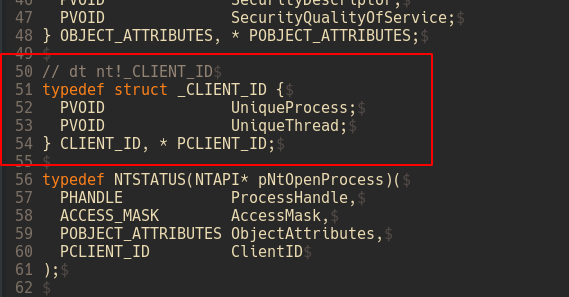 46    PVOID         SecurityDescriptor;$
47    PVOID         SecurityQualityOfService;$
48  } OBJECT_ATTRIBUTES, * POBJECT_ATTRIBUTES;$
49  $
50  // dt nt!_CLIENT_ID$
51  typedef struct _CLIENT_ID {$
52    PVOID         UniqueProcess;$
53    PVOID         UniqueThread;$
54  } CLIENT_ID, * PCLIENT_ID;$
55  $
56  typedef NTSTATUS(NTAPI* pNtOpenProcess)($
57    PHANDLE            ProcessHandle,$
58    ACCESS_MASK        AccessMask,$
59    POBJECT_ATTRIBUTES ObjectAttributes,$
60    PCLIENT_ID         ClientID$
61  );$
62  $